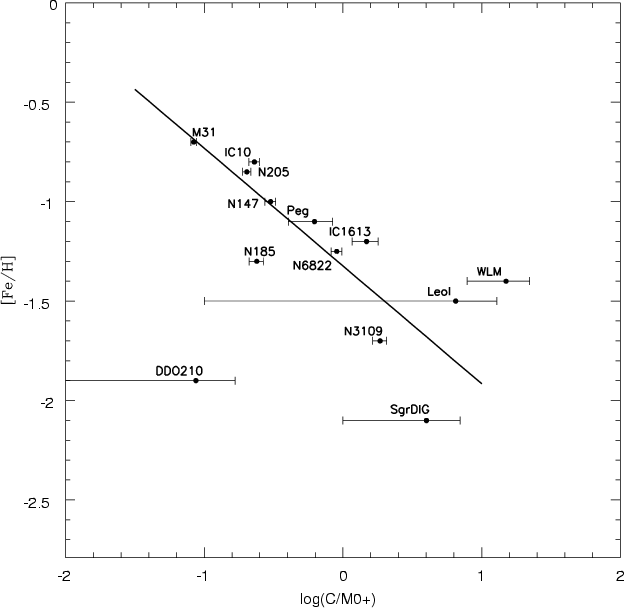 0
-0.5
-1
-1.5
-2
-2.5
[Fe/H]
M31
IC10
N205
N147
Peg
IC1613
N185
N6822
WLM
LeoI
N3109
DDO210
SgrDIG
-2 -1 0 1 2
log(C/M0+)